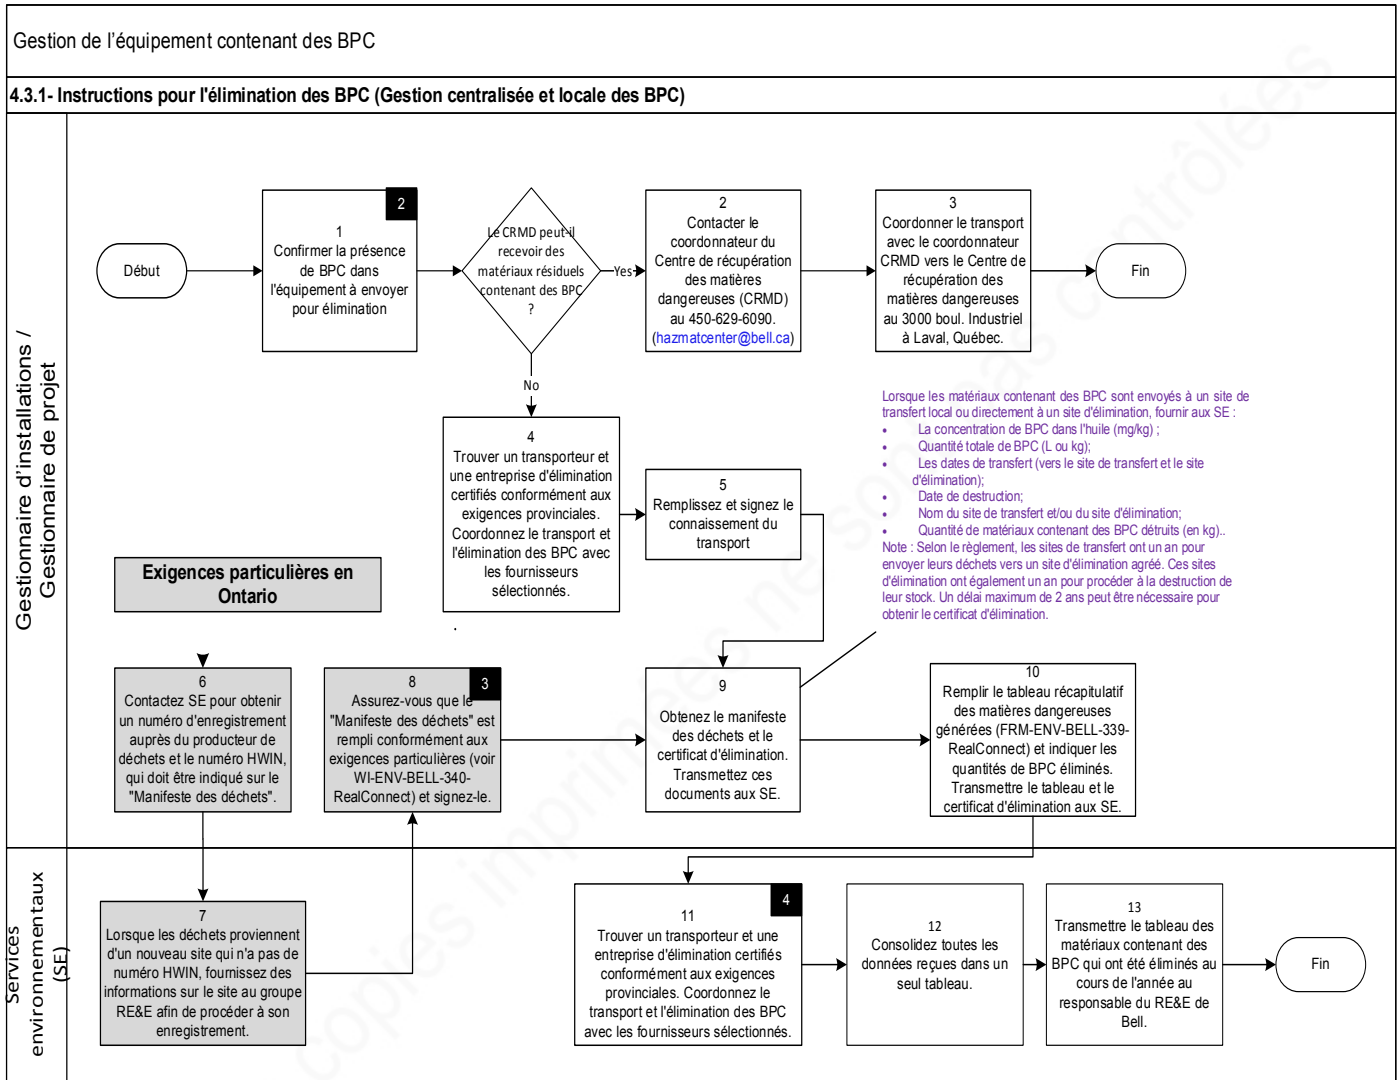 Gestion de l'équipement contenant des BPC
4.3.1- Instructions pour l'élimination des BPC (Gestion centralisée et locale des BPC)
Gestionnaire d'installations /
Gestionnaire de projet
Début
2
1
Confirmer la présence
de BPC dans
l'équipement à envoyer
pour élimination
Le CRMD peut-il
recevoir des
matériaux résiduels
contenant des BPC
?
Yes
No
2
Contacter le
coordonnateur du
Centre de récupération
des matières
dangereuses (CRMD)
au 450-629-6090.
(hazmatcenter@bell.ca)
3
Coordonner le transport
avec le coordonnateur
CRMD vers le Centre de
récupération des
matières dangereuses
au 3000 boul. Industriel
à Laval, Québec.
Fin
4
Trouver un transporteur et
une entreprise d'élimination
certifiés conformément aux
exigences provinciales.
Coordonnez le transport et
l'élimination des BPC avec
les fournisseurs
sélectionnés.
.
5
Remplissez et signez le
connaissement du
transport
Lorsque les matériaux contenant des BPC sont envoyés à un site de
transfert local ou directement à un site d'élimination, fournir aux SE :
• La concentration de BPC dans l'huile (mg/kg) ;
• Quantité totale de BPC (L ou kg);
• Les dates de transfert (vers le site de transfert et le site
d'élimination);
• Date de destruction;
• Nom du site de transfert et/ou du site d'élimination;
• Quantité de matériaux contenant des BPC détruits (en kg)..
Note : Selon le règlement, les sites de transfert ont un an pour
envoyer leurs déchets vers un site d'élimination agréé. Ces sites
d'élimination ont également un an pour procéder à la destruction de
leur stock. Un délai maximum de 2 ans peut être nécessaire pour
obtenir le certificat d'élimination.
Exigences particulières en
Ontario
6
Contactez SE pour obtenir
un numéro d'enregistrement
auprès du producteur de
déchets et le numéro HWIN,
qui doit être indiqué sur le
"Manifeste des déchets".
3
8
Assurez-vous que le
"Manifeste des déchets" est
rempli conformément aux
exigences particulières (voir
WI-ENV-BELL-340-
RealConnect) et signez-le.
9
Obtenez le manifeste
des déchets et le
certificat d'élimination.
Transmettez ces
documents aux SE.
10
Remplir le tableau récapitulatif
des matières dangereuses
générées (FRM-ENV-BELL-339-
RealConnect) et indiquer les
quantités de BPC éliminés.
Transmettre le tableau et le
certificat d'élimination aux SE.
Services
environnementaux
(SE)
7
Lorsque les déchets proviennent
d'un nouveau site qui n'a pas de
numéro HWIN, fournissez des
informations sur le site au groupe
RE&E afin de procéder à son
enregistrement.
4
11
Trouver un transporteur et une
entreprise d'élimination certifiés
conformément aux exigences
provinciales. Coordonnez le
transport et l'élimination des BPC
avec les fournisseurs sélectionnés.
12
Consolidez toutes les
données reçues dans un
seul tableau.
13
Transmettre le tableau des
matériaux contenant des
BPC qui ont été éliminés au
cours de l'année au
responsable du RE&E de
Bell.
Fin
copies imprimées ne sont pas contrôlées